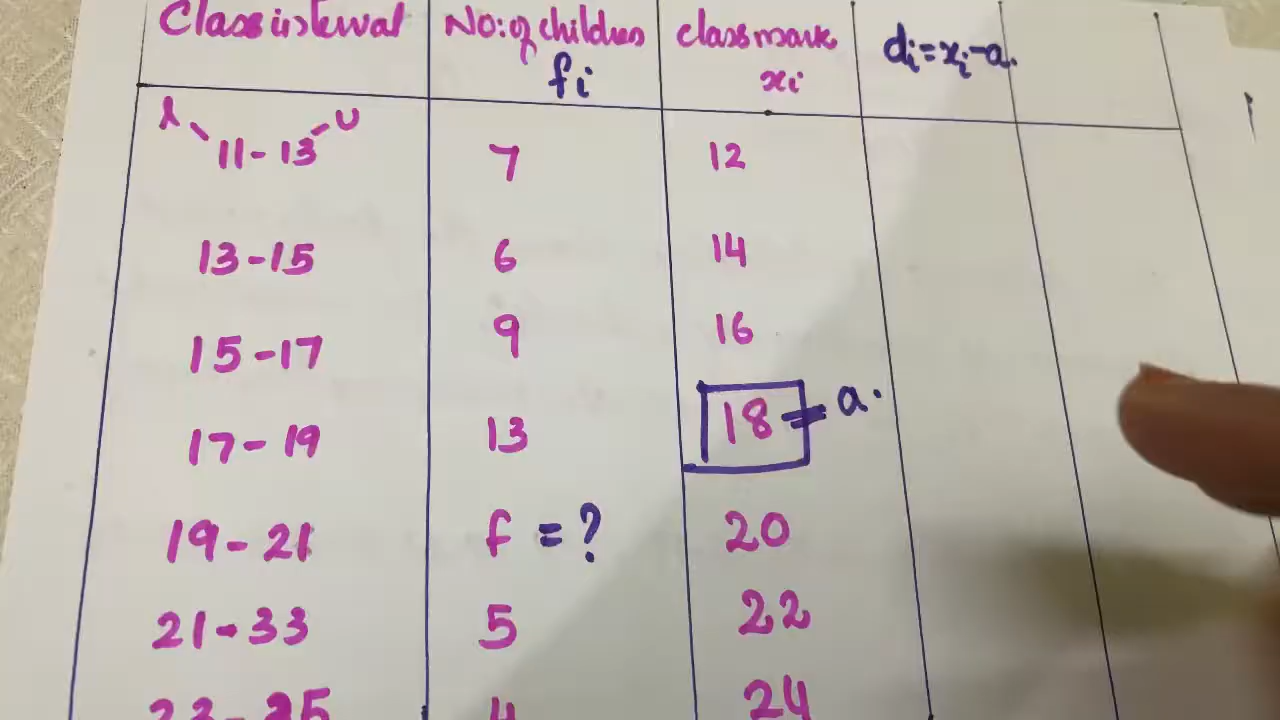 Class interval No: of children class mark di = xi - a.
fi xi
l U
11 - 13 7 12
13 - 15 6 14
15 - 17 9 16
17 - 19 13 18 = a.
19 - 21 f = ? 20
21 - 33 5 22
4 24